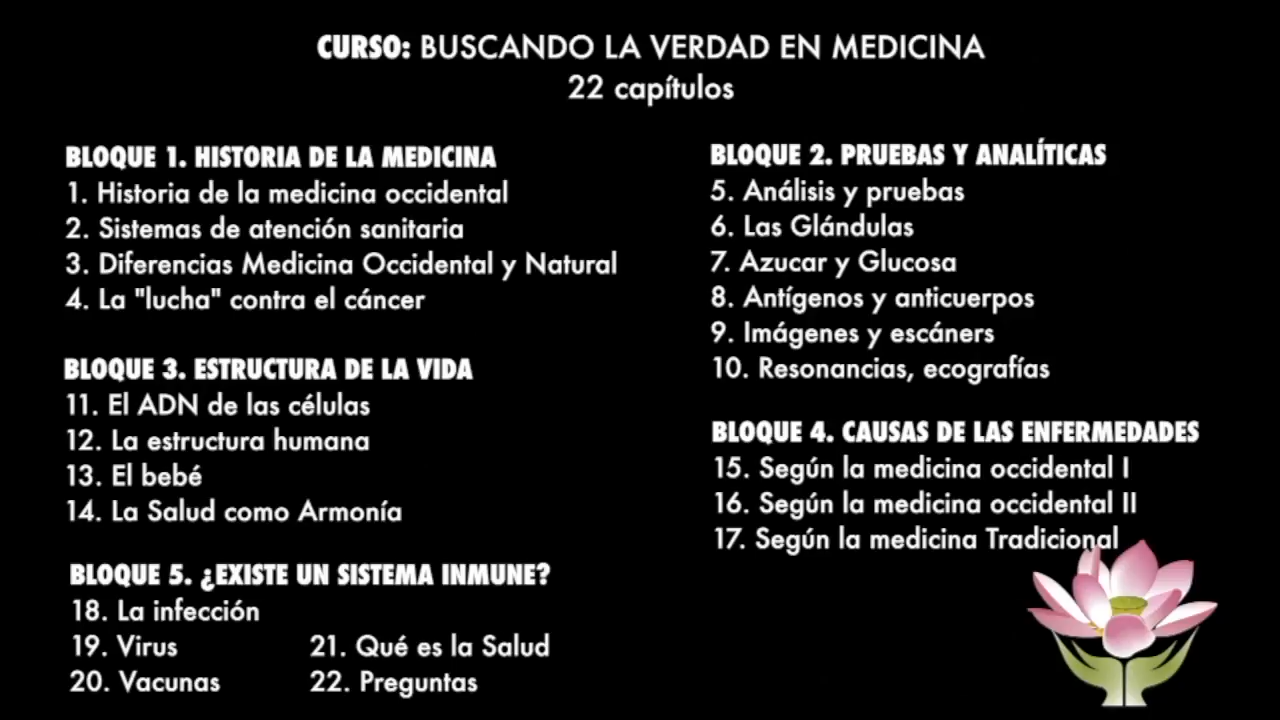 CURSO: BUSCANDO LA VERDAD EN MEDICINA
22 capítulos
BLOQUE 1. HISTORIA DE LA MEDICINA
1. Historia de la medicina occidental
2. Sistemas de atención sanitaria
3. Diferencias Medicina Occidental y Natural
4. La "lucha" contra el cáncer
BLOQUE 2. PRUEBAS Y ANALÍTICAS
5. Análisis y pruebas
6. Las Glándulas
7. Azucar y Glucosa
8. Antígenos y anticuerpos
9. Imágenes y escáners
10. Resonancias, ecografías
BLOQUE 3. ESTRUCTURA DE LA VIDA
11. El ADN de las células
12. La estructura humana
13. El bebé
14. La Salud como Armonía
BLOQUE 4. CAUSAS DE LAS ENFERMEDADES
15. Según la medicina occidental I
16. Según la medicina occidental II
17. Según la medicina Tradicional
BLOQUE 5. ¿EXISTE UN SISTEMA INMUNE?
18. La infección
19. Virus
20. Vacunas
21. Qué es la Salud
22. Preguntas